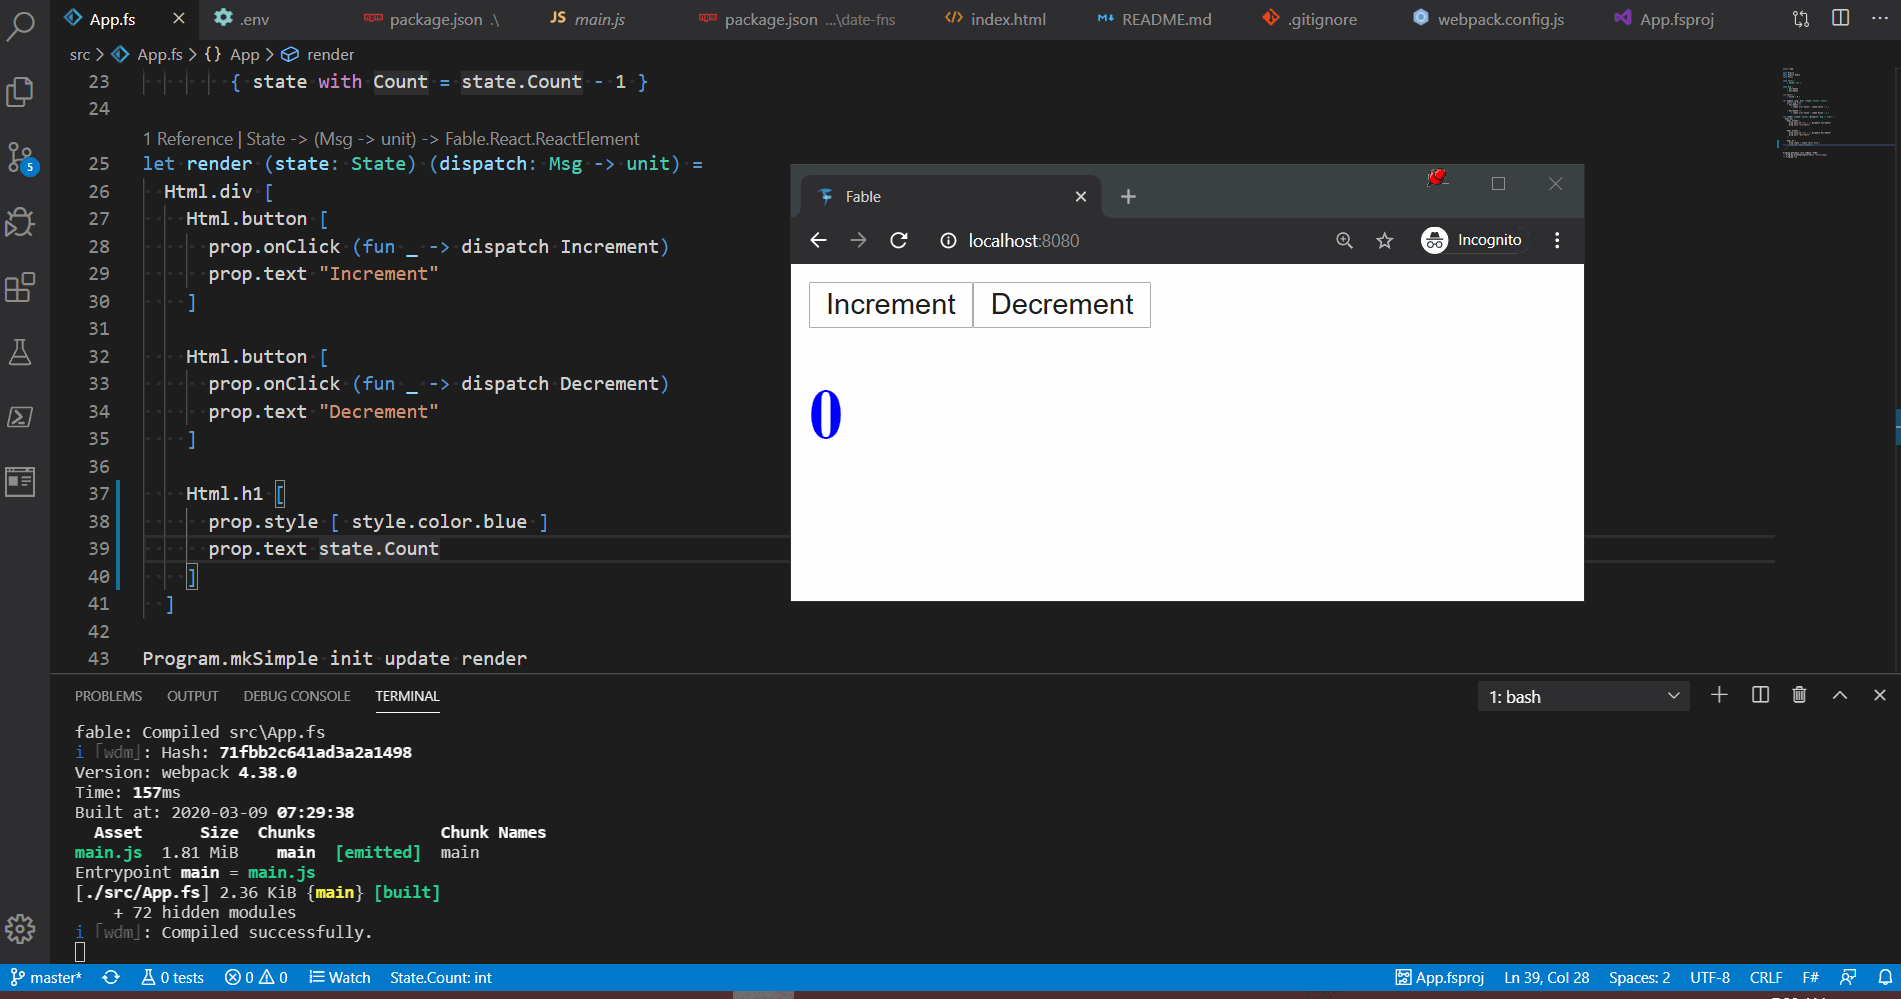 App.fs
.env
package.json .\
JS main.js
package.json ...\date-fns
index.html
README.md
.gitignore
webpack.config.js
App.fsproj
src > App.fs > {} App > render
23 { state with Count = state.Count - 1 }
24
1 Reference | State -> (Msg -> unit) -> Fable.React.ReactElement
25 let render (state: State) (dispatch: Msg -> unit) =
26 Html.div [
27 Html.button [
28 prop.onClick (fun _ -> dispatch Increment)
29 prop.text "Increment"
30 ]
31
32 Html.button [
33 prop.onClick (fun _ -> dispatch Decrement)
34 prop.text "Decrement"
35 ]
36
37 Html.h1 [
38 prop.style [ style.color.blue ]
39 prop.text state.Count
40 ]
41 ]
42
43 Program.mkSimple init update render
5
Fable
localhost:8080
Incognito
Increment
Decrement
0
PROBLEMS
OUTPUT
DEBUG CONSOLE
TERMINAL
1: bash
fable: Compiled src\App.fs
i ｢wdm｣: Hash: 71fbb2c641ad3a2a1498
Version: webpack 4.38.0
Time: 157ms
Built at: 2020-03-09 07:29:38
Asset Size Chunks Chunk Names
main.js 1.81 MiB main [emitted] main
Entrypoint main = main.js
[./src/App.fs] 2.36 KiB {main} [built]
+ 72 hidden modules
i ｢wdm｣: Compiled successfully.
master*
0 tests
0 0
Watch
State.Count: int
App.fsproj
Ln 39, Col 28
Spaces: 2
UTF-8
CRLF
F#